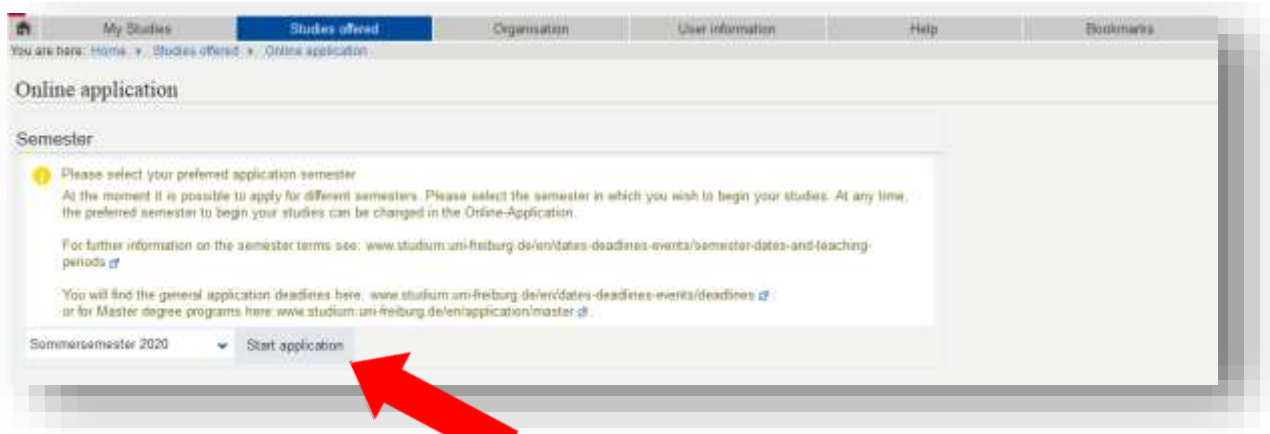 My Studies Studies offered Organisation User information Help Bookmarks
You are here: Home Studies offered Online application
Online application
Semester
Please select your preferred application semester
At the moment it is possible to apply for different semesters. Please select the semester in which you wish to begin your studies. At any time,
the preferred semester to begin your studies can be changed in the Online-Application.
For further information on the semester terms see: www.studium.uni-freiburg.de/en/dates-deadlines-events/semester-dates-and-teaching-
periods
You will find the general application deadlines here: www.studium.uni-freiburg.de/en/dates-deadlines-events/deadlines
or for Master degree programs here: www.studium.uni-freiburg.de/en/application/master
Sommersemester 2020 Start application